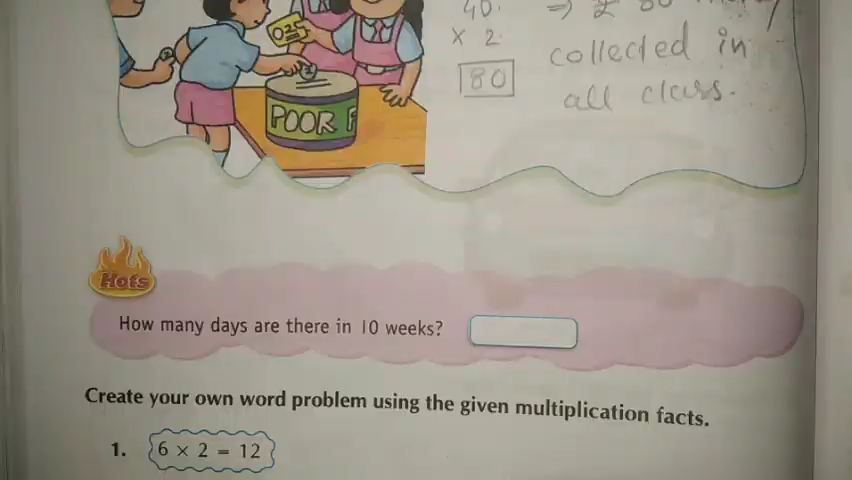 40.
⇒ ₹ 80
× 2
collected in
80
all class.
02
POOR F
Hots
How many days are there in 10 weeks?
Create your own word problem using the given multiplication facts.
1. 6 × 2 = 12